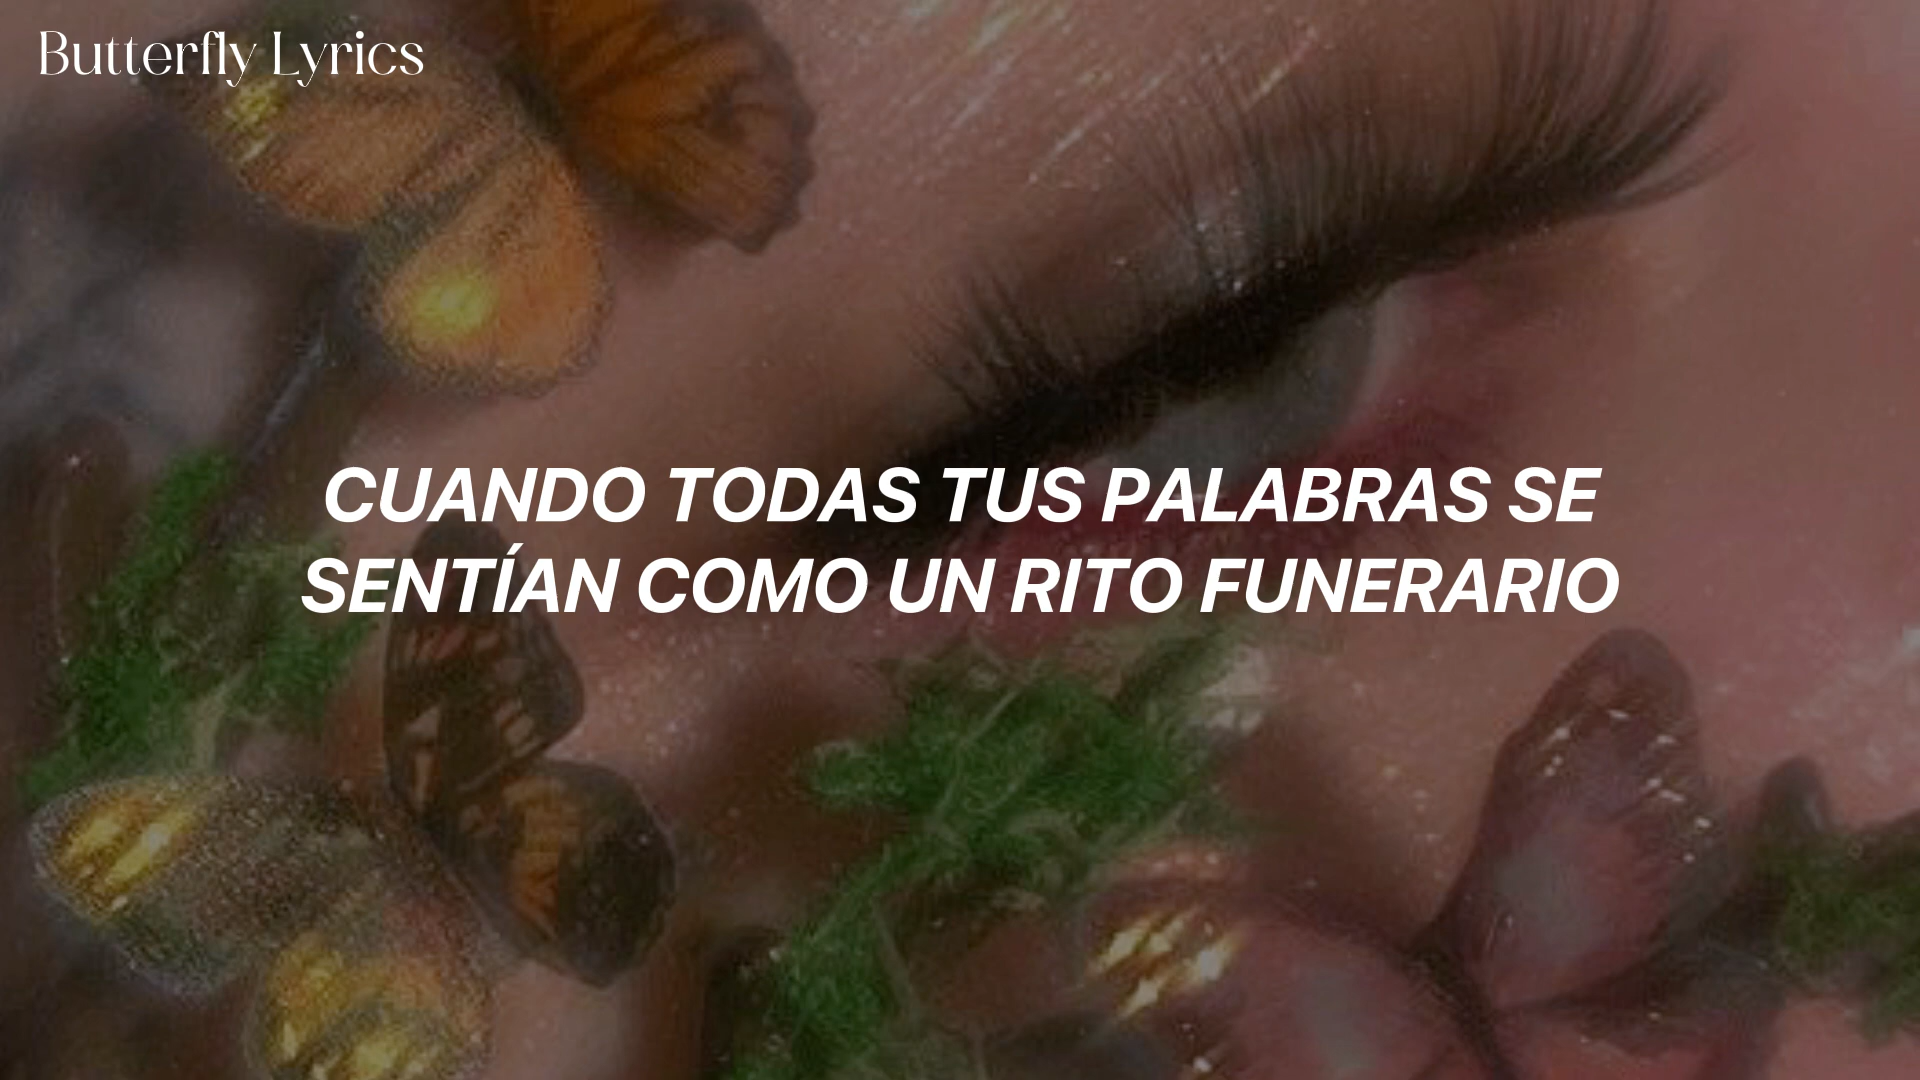 Butterfly Lyrics
CUANDO TODAS TUS PALABRAS SE
SENTÍAN COMO UN RITO FUNERARIO